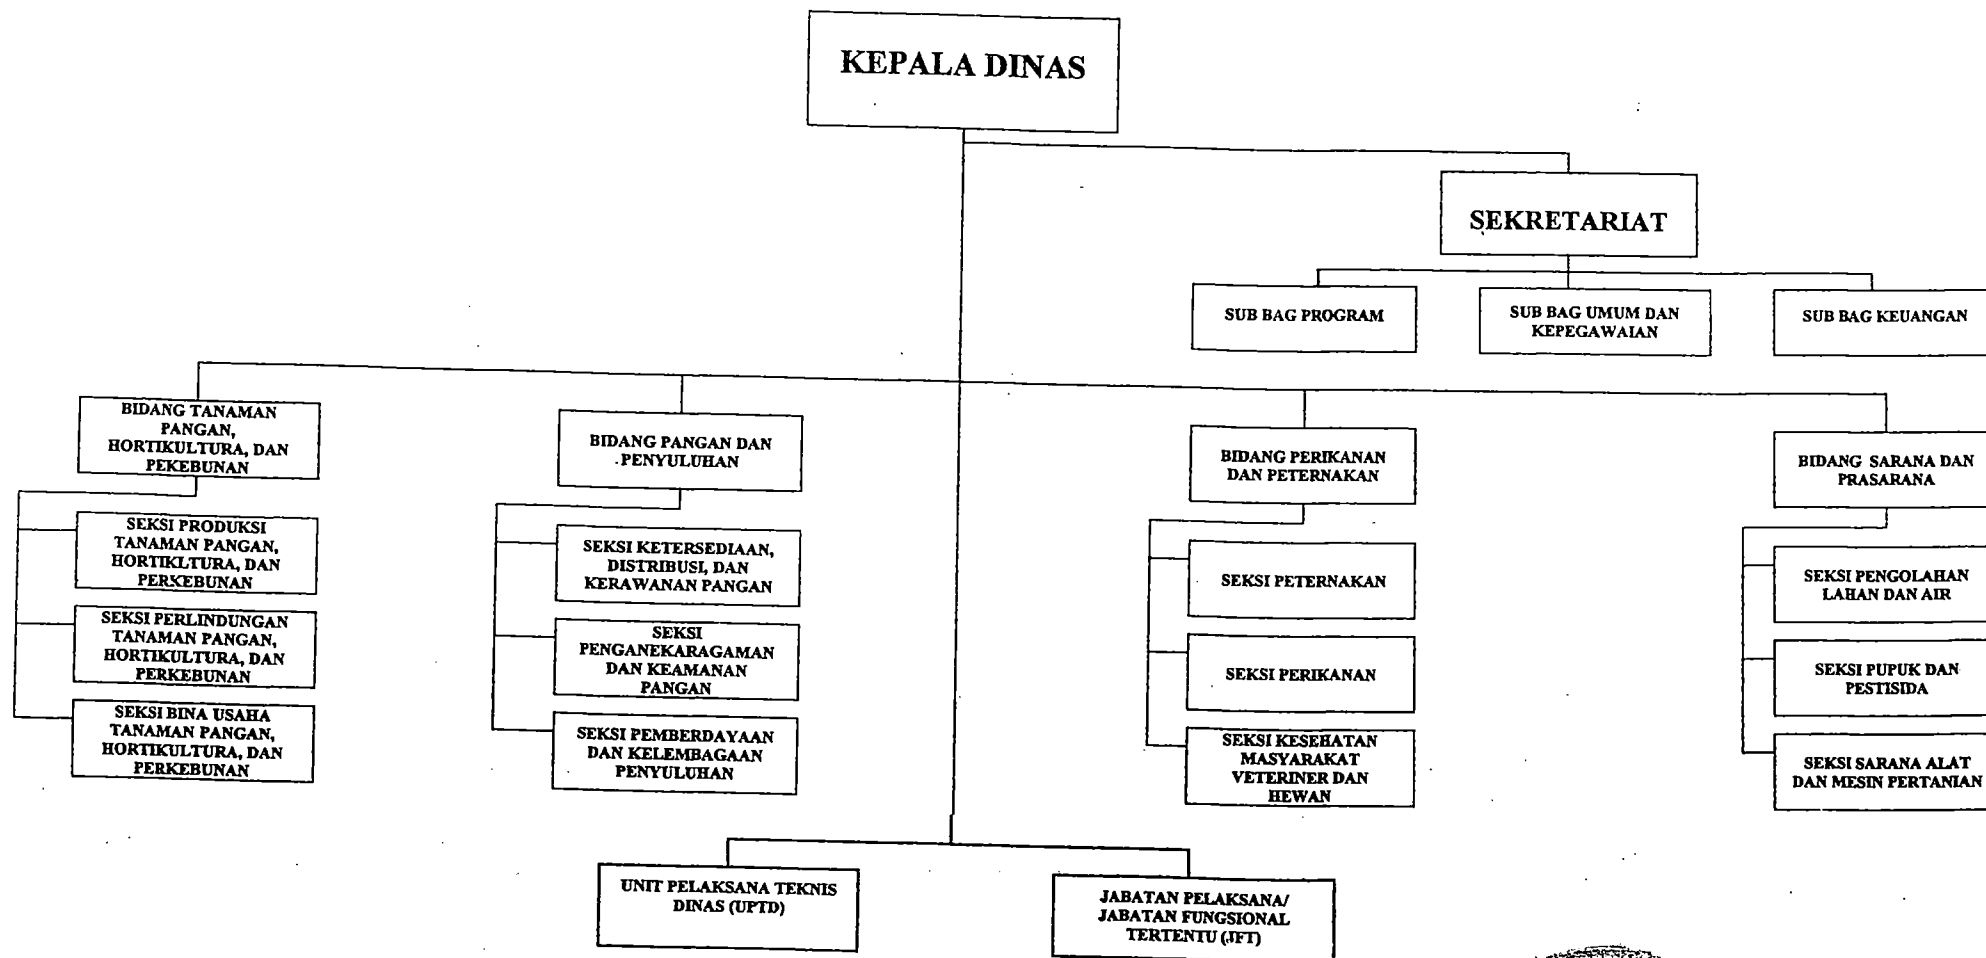 KEPALA DINAS
SEKRETARIAT
SUB BAG PROGRAM
SUB BAG UMUM DAN
KEPEGAWAIAN
SUB BAG KEUANGAN
BIDANG TANAMAN
PANGAN,
HORTIKULTURA, DAN
PEKEBUNAN
SEKSI PRODUKSI
TANAMAN PANGAN,
HORTIKLTURA, DAN
PERKEBUNAN
SEKSI PERLINDUNGAN
TANAMAN PANGAN,
HORTIKULTURA, DAN
PERKEBUNAN
SEKSI BINA USAHA
TANAMAN PANGAN,
HORTIKULTURA, DAN
PERKEBUNAN
BIDANG PANGAN DAN
PENYULUHAN
SEKSI KETERSEDIAAN,
DISTRIBUSI, DAN
KERAWANAN PANGAN
SEKSI
PENGANEKARAGAMAN
DAN KEAMANAN
PANGAN
SEKSI PEMBERDAYAAN
DAN KELEMBAGAAN
PENYULUHAN
BIDANG PERIKANAN
DAN PETERNAKAN
SEKSI PETERNAKAN
SEKSI PERIKANAN
SEKSI KESEHATAN
MASYARAKAT
VETERINER DAN
HEWAN
BIDANG SARANA DAN
PRASARANA
SEKSI PENGOLAHAN
LAHAN DAN AIR
SEKSI PUPUK DAN
PESTISIDA
SEKSI SARANA ALAT
DAN MESIN PERTANIAN
UNIT PELAKSANA TEKNIS
DINAS (UPTD)
JABATAN PELAKSANA/
JABATAN FUNGSIONAL
TERTENTU (JFT)